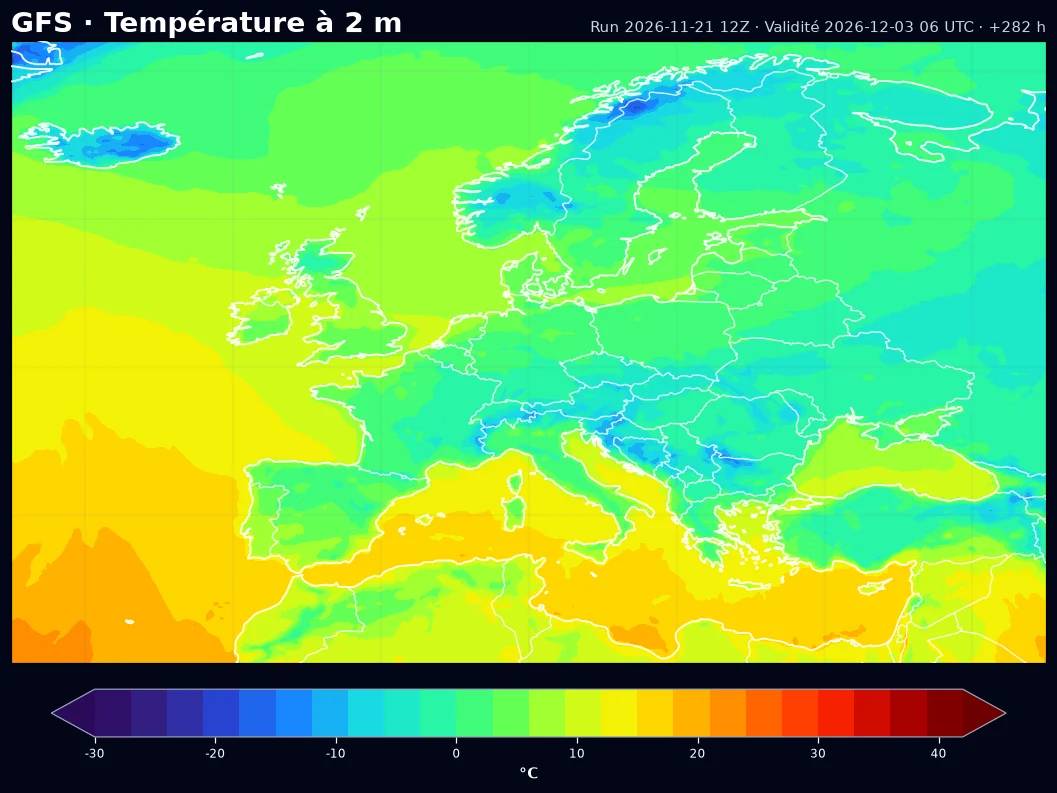 GFS · Température à 2 m
Run 2026-11-21 12Z · Validité 2026-12-03 06 UTC · +282 h
-30 -20 -10 0 10 20 30 40
°C